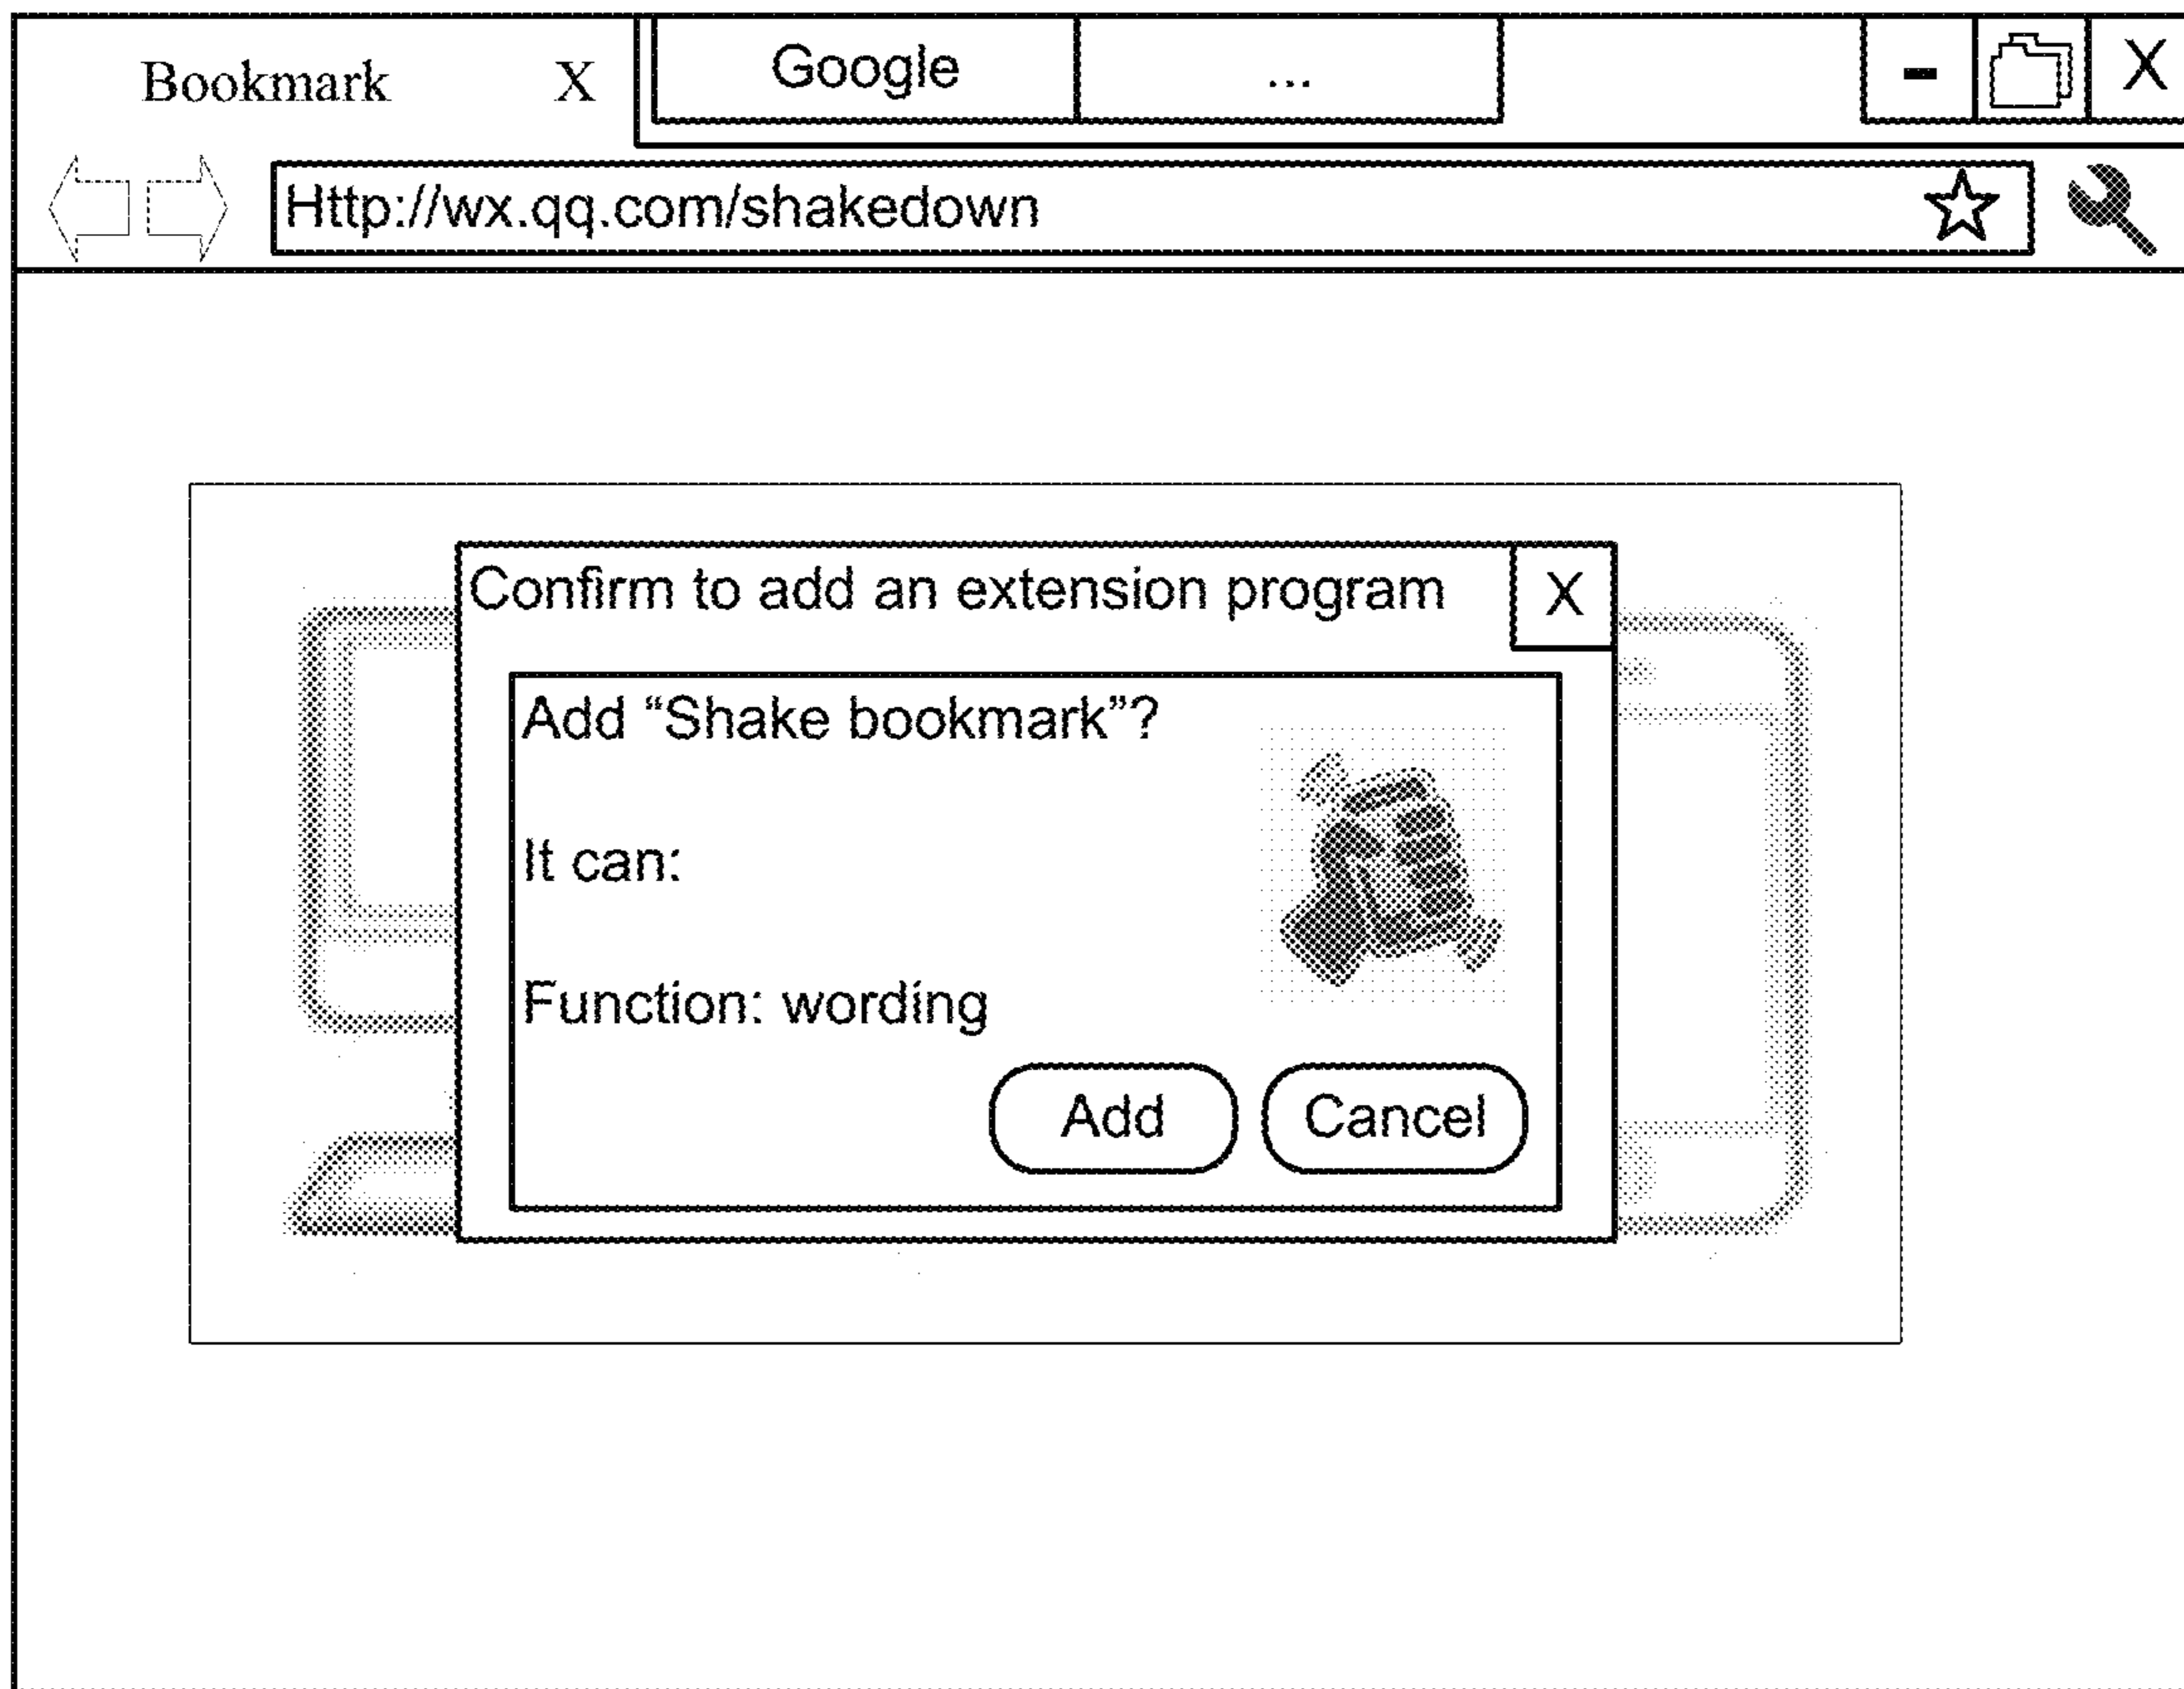 Bookmark X Google ... - X
Http://wx.qq.com/shakedown
Confirm to add an extension program X
Add “Shake bookmark”?
It can:
Function: wording
Add Cancel